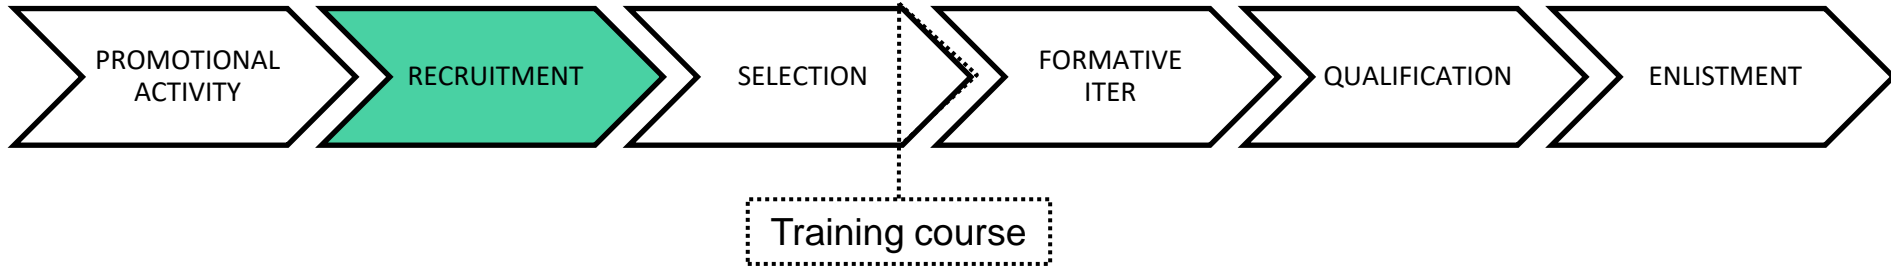 PROMOTIONAL
ACTIVITY
RECRUITMENT
SELECTION
FORMATIVE
ITER
QUALIFICATION
ENLISTMENT
Training course